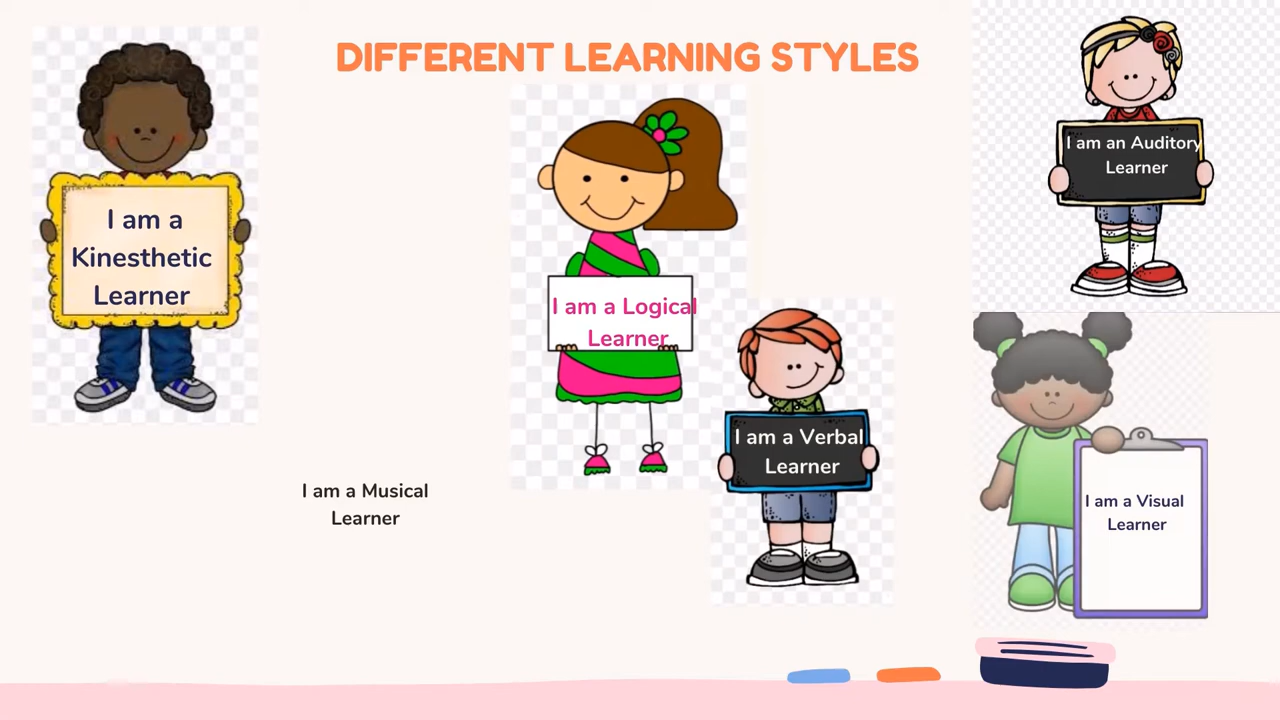 DIFFERENT LEARNING STYLES
I am a
Kinesthetic
Learner
I am a Logical
Learner
I am an Auditory
Learner
I am a Verbal
Learner
I am a Musical
Learner
I am a Visual
Learner